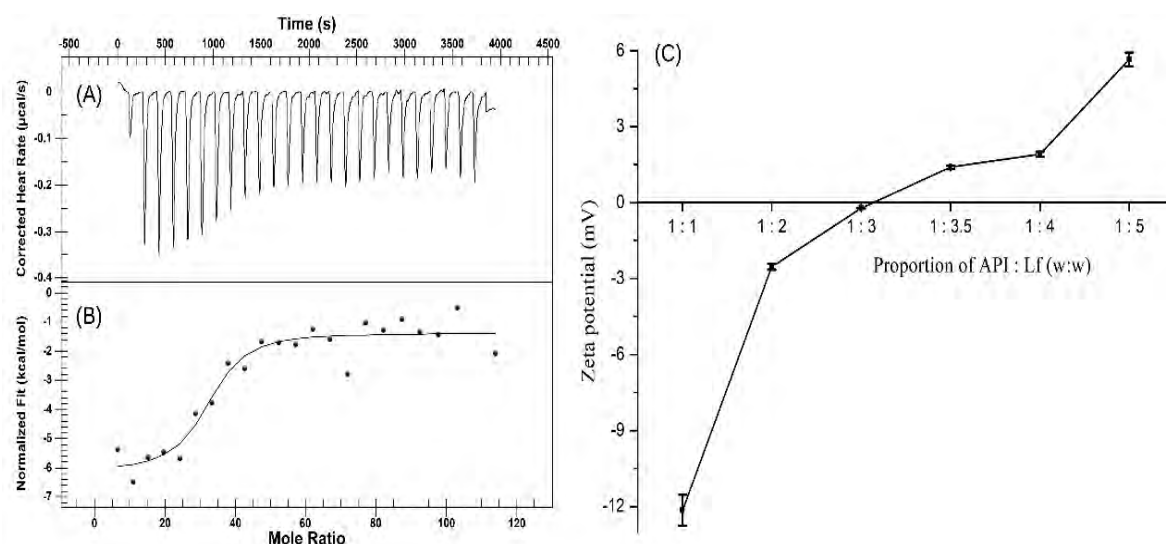 Time (s)
-500 0 500 1000 1500 2000 2500 3000 3500 4000 4500
Corrected Heat Rate (μcal/s)
(A)
0
-0.1
-0.2
-0.3
-0.4
Normalized Fit (kcal/mol)
(B)
0
-1
-2
-3
-4
-5
-6
-7
0 20 40 60 80 100 120
Mole Ratio
(C)
Zeta potential (mV)
6
3
0
-3
-6
-9
-12
1:1 1:2 1:3 1:3.5 1:4 1:5
Proportion of API : Lf (w:w)